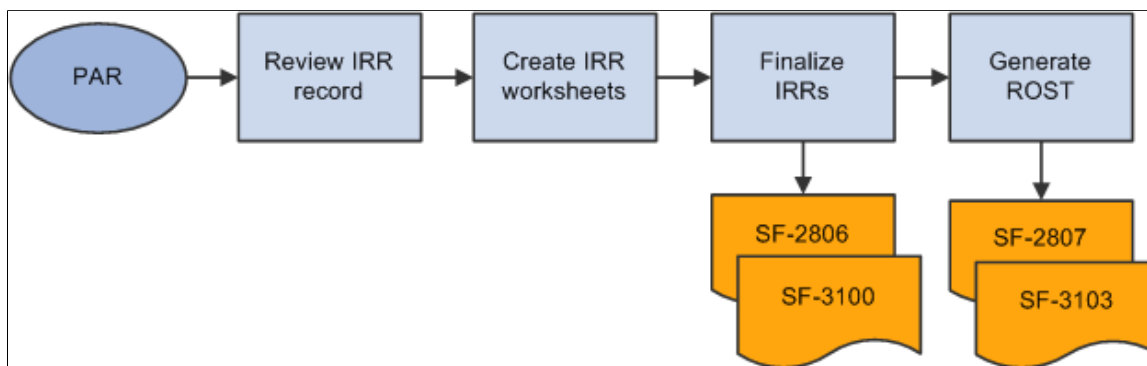 PAR
Review IRR
record
Create IRR
worksheets
Finalize
IRRs
Generate
ROST
SF-2806
SF-3100
SF-2807
SF-3103